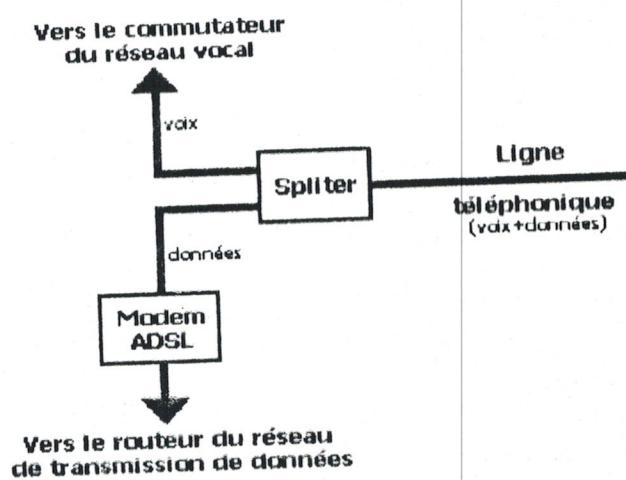 Vers le commutateur
du réseau vocal
voix
Spliter
Ligne
téléphonique
(voix+données)
données
Modem
ADSL
Vers le routeur du réseau
de transmission de données